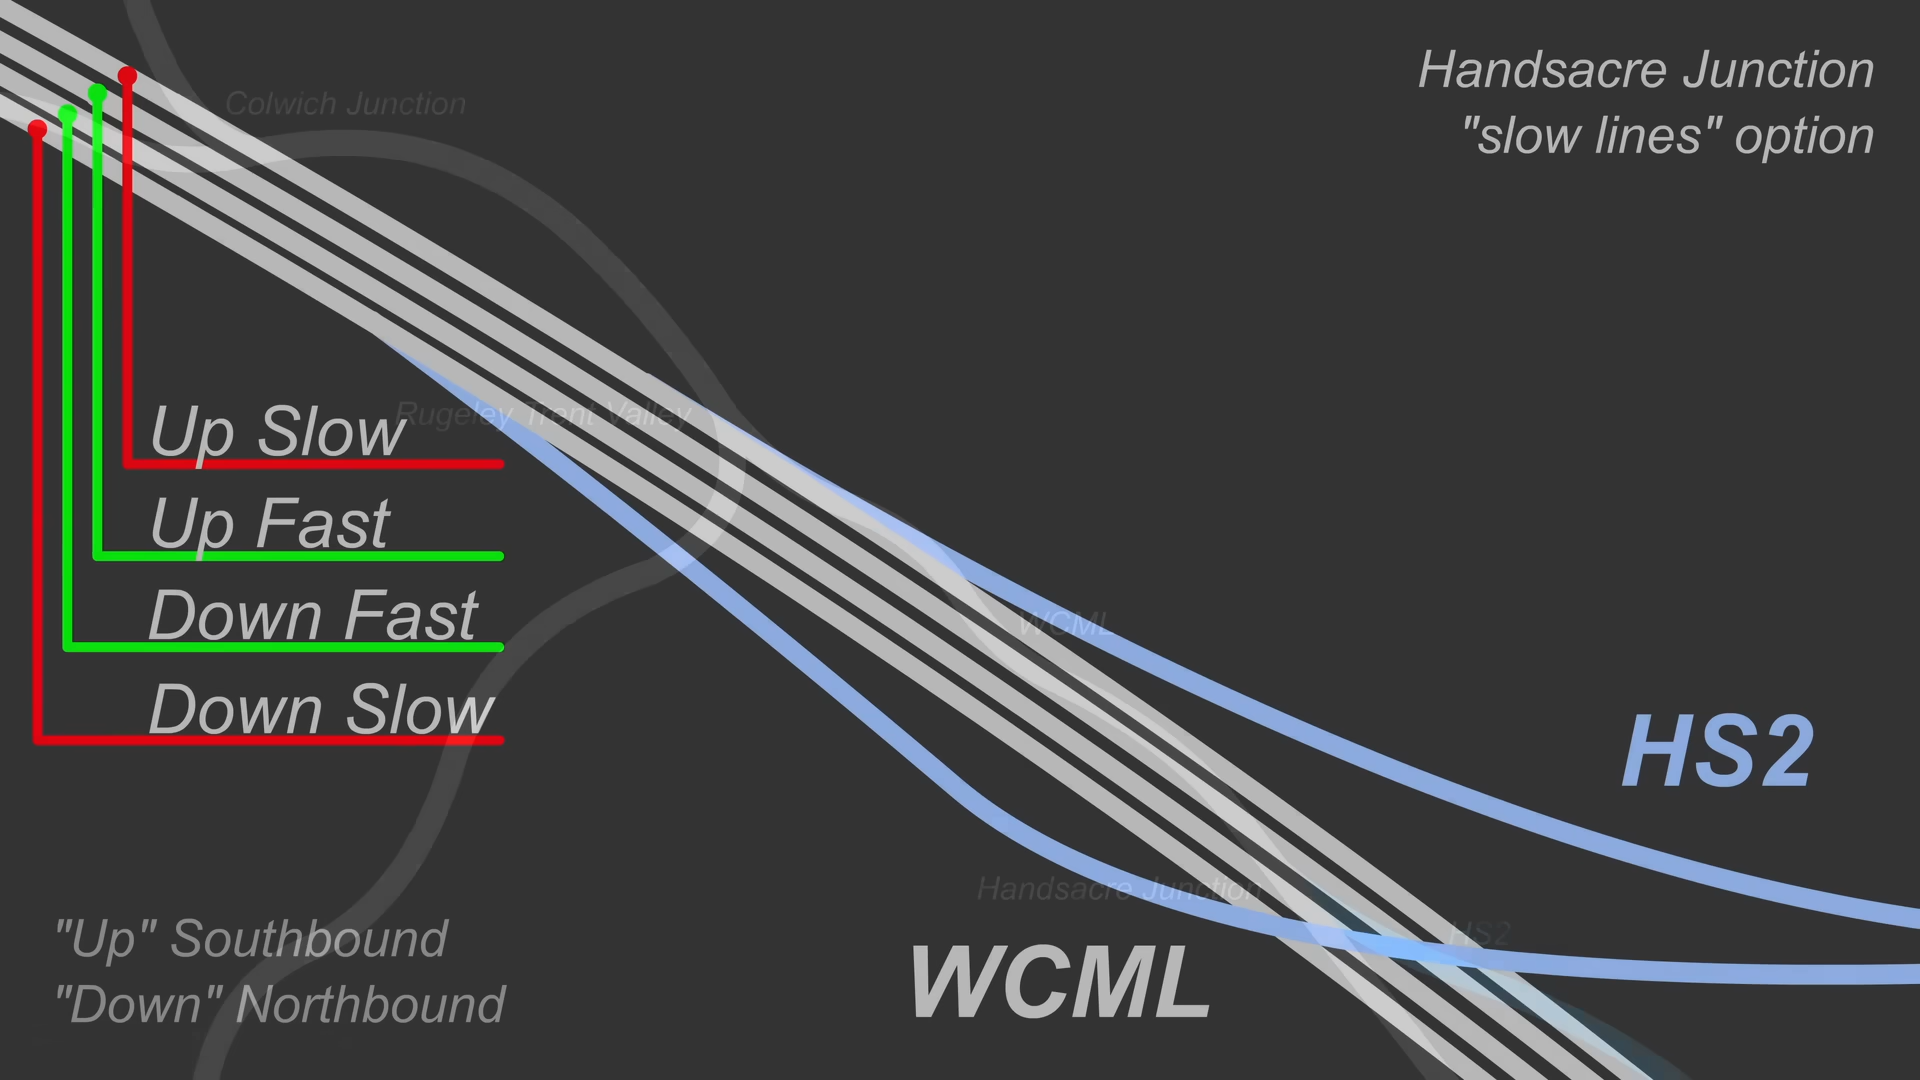 Handsacre Junction
"slow lines" option
Colwich Junction
Up Slow
Rugeley Trent Valley
Up Fast
Down Fast
Down Slow
WCML
HS2
Handsacre Junction
HS2
WCML
"Up" Southbound
"Down" Northbound